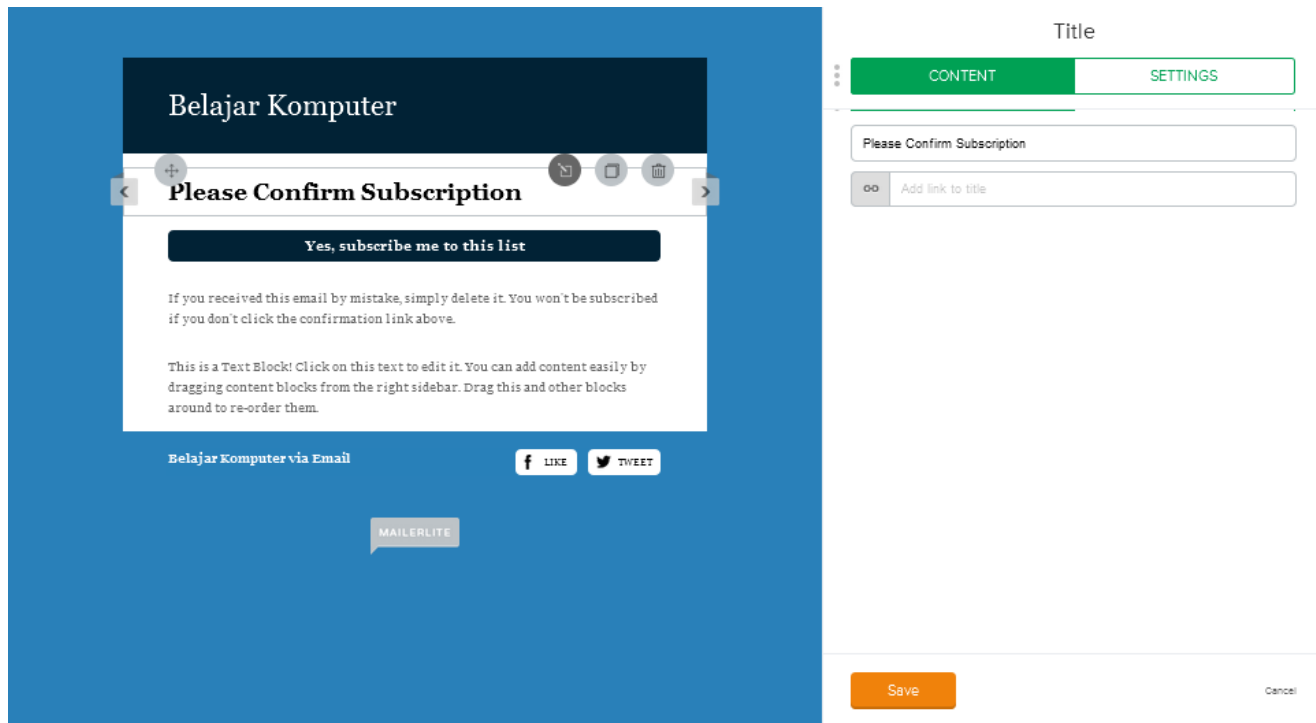 Belajar Komputer
Please Confirm Subscription
Yes, subscribe me to this list
If you received this email by mistake, simply delete it. You won't be subscribed
if you don't click the confirmation link above.
This is a Text Block! Click on this text to edit it. You can add content easily by
dragging content blocks from the right sidebar. Drag this and other blocks
around to re-order them.
Belajar Komputer via Email
LIKE
TWEET
MAILERLITE
Title
CONTENT
SETTINGS
Please Confirm Subscription
Add link to title
Save
Cancel